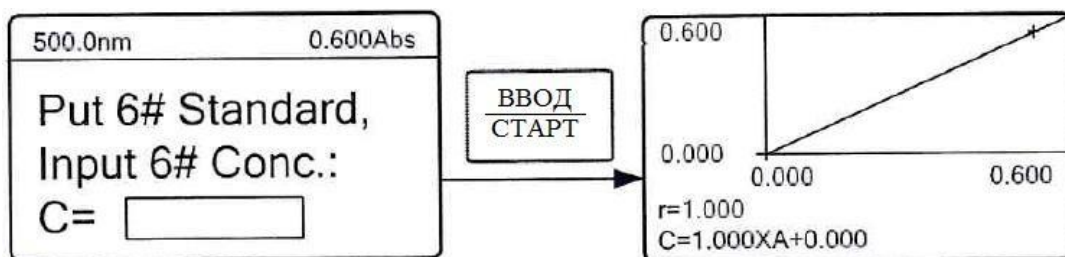 500.0nm 0.600Abs
Put 6# Standard,
Input 6# Conc.:
C=
ВВОД
СТАРТ
0.600
0.000
0.000 0.600
r=1.000
C=1.000XA+0.000